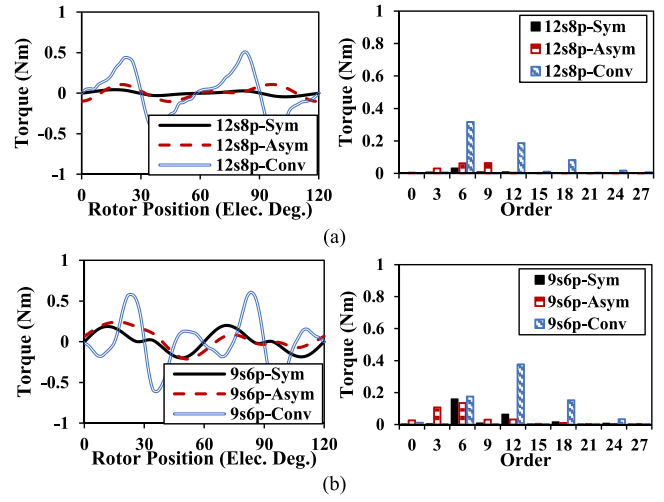 Torque (Nm)
1
0.5
0
-0.5
-1
0 30 60 90 120
Rotor Position (Elec. Deg.)
12s8p-Sym
12s8p-Asym
12s8p-Conv
Torque (Nm)
1
0.8
0.6
0.4
0.2
0
0 3 6 9 12 15 18 21 24 27
Order
12s8p-Sym
12s8p-Asym
12s8p-Conv
(a)
Torque (Nm)
1
0.5
0
-0.5
-1
0 30 60 90 120
Rotor Position (Elec. Deg.)
9s6p-Sym
9s6p-Asym
9s6p-Conv
Torque (Nm)
1
0.8
0.6
0.4
0.2
0
0 3 6 9 12 15 18 21 24 27
Order
9s6p-Sym
9s6p-Asym
9s6p-Conv
(b)